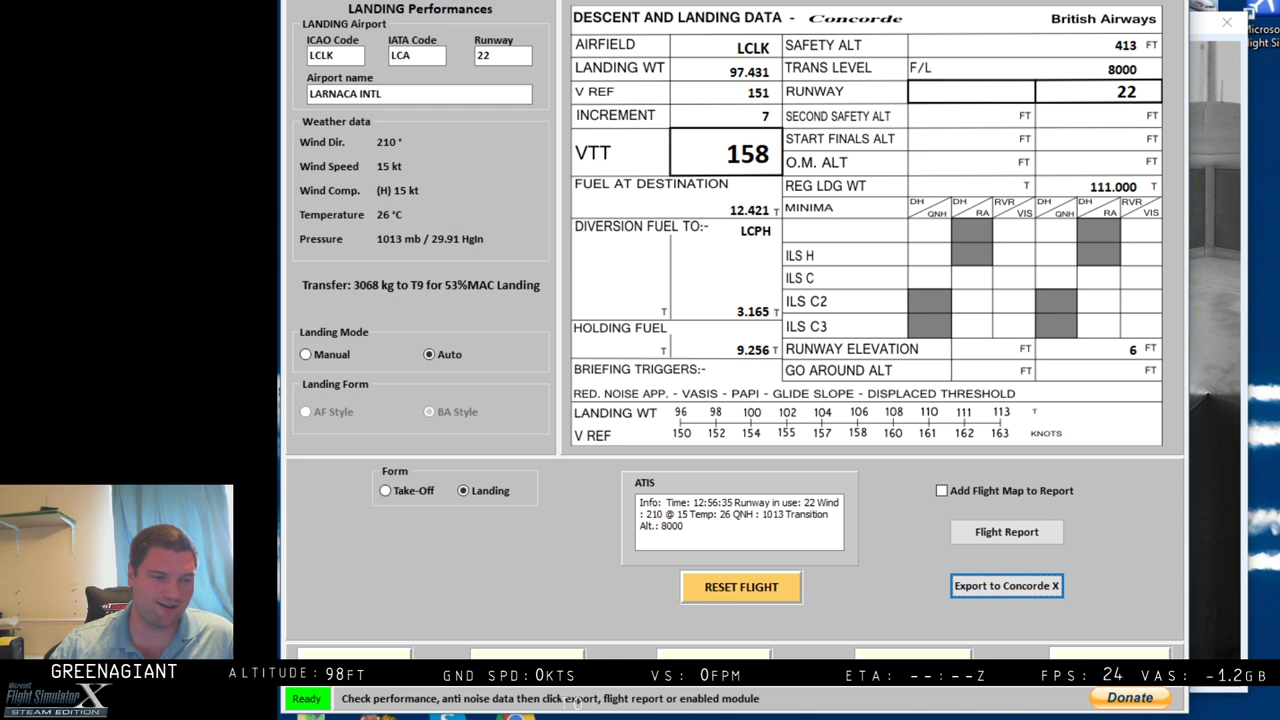 LANDING Performances
LANDING Airport
ICAO Code IATA Code Runway
LCLK LCA 22
Airport name
LARNACA INTL
Weather data
Wind Dir. 210 °
Wind Speed 15 kt
Wind Comp. (H) 15 kt
Temperature 26 °C
Pressure 1013 mb / 29.91 HgIn
Transfer: 3068 kg to T9 for 53%MAC Landing
Landing Mode
Manual Auto
Landing Form
AF Style BA Style
DESCENT AND LANDING DATA - Concorde British Airways
AIRFIELD LCLK SAFETY ALT 413 FT
LANDING WT 97.431 TRANS LEVEL F/L 8000
V REF 151 RUNWAY 22
INCREMENT 7 SECOND SAFETY ALT FT FT
START FINALS ALT FT FT
VTT 158
O.M. ALT FT FT
FUEL AT DESTINATION REG LDG WT T 111.000 T
12.421 T MINIMA DH QNH DH RA RVR VIS DH QNH DH RA RVR VIS
DIVERSION FUEL TO:- LCPH
ILS H
ILS C
ILS C2
T 3.165 T
HOLDING FUEL ILS C3
T 9.256 T RUNWAY ELEVATION FT 6 FT
BRIEFING TRIGGERS:- GO AROUND ALT FT FT
RED. NOISE APP. - VASIS - PAPI - GLIDE SLOPE - DISPLACED THRESHOLD
LANDING WT 96 98 100 102 104 106 108 110 111 113 T
V REF 150 152 154 155 157 158 160 161 162 163 KNOTS
Form
Take-Off Landing
ATIS
Info: Time: 12:56:35 Runway in use: 22 Wind
: 210 @ 15 Temp: 26 QNH : 1013 Transition
Alt.: 8000
RESET FLIGHT
Add Flight Map to Report
Flight Report
Export to Concorde X
GREENAGIANT ALTITUDE: 98FT GND SPD: 0KTS VS: 0FPM ETA: --:--Z FPS: 24 VAS: -1.2GB
Microsoft
Flight Simulator X
STEAM EDITION
Ready Check performance, anti noise data then click export, flight report or enabled module Donate